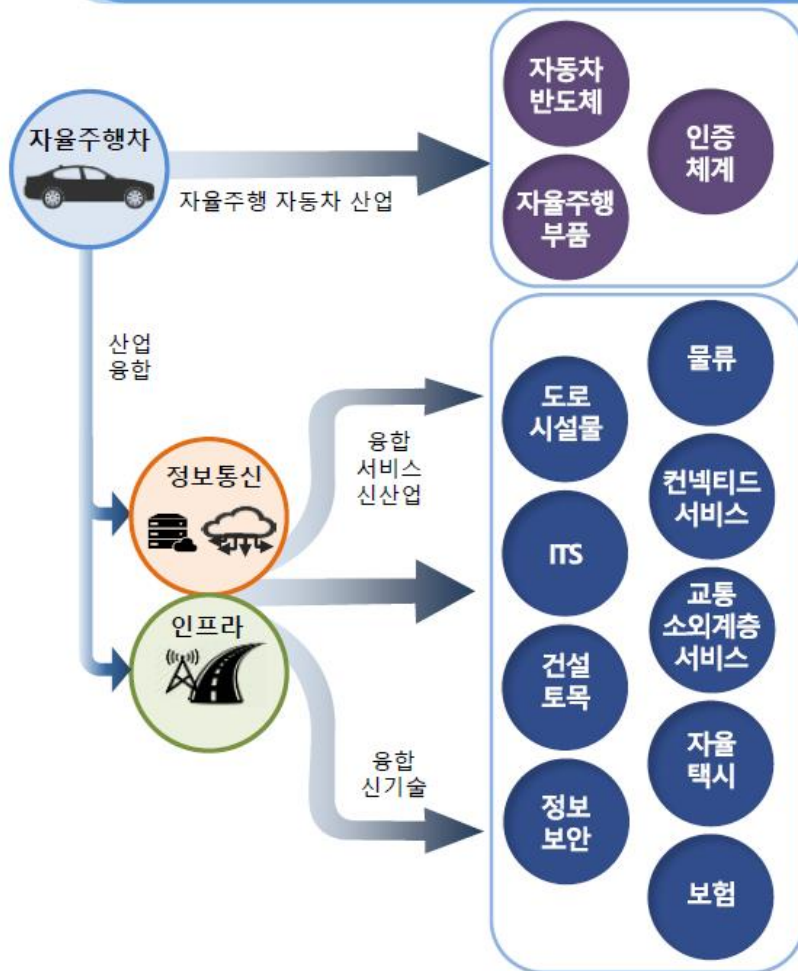 자율주행차
자율주행 자동차 산업
자동차
반도체
인증
체계
자율주행
부품
산업
융합
정보통신
인프라
융합
서비스
신산업
융합
신기술
도로
시설물
물류
컨넥티드
서비스
ITS
교통
소외계층
서비스
건설
토목
자율
택시
정보
보안
보험